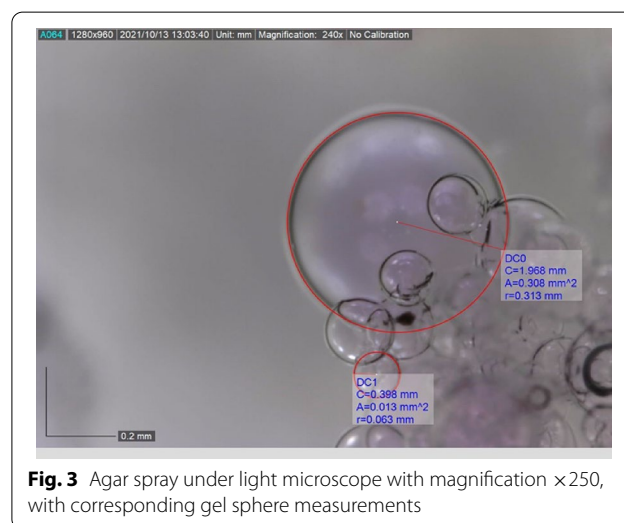 A064 | 1280x960 | 2021/10/13 13:03:40 | Unit: mm | Magnification: 240x | No Calibration
DC0
C=1.968 mm
A=0.308 mm^2
r=0.313 mm
DC1
C=0.398 mm
A=0.013 mm^2
r=0.063 mm
0.2 mm
Fig. 3 Agar spray under light microscope with magnification ×250,
with corresponding gel sphere measurements